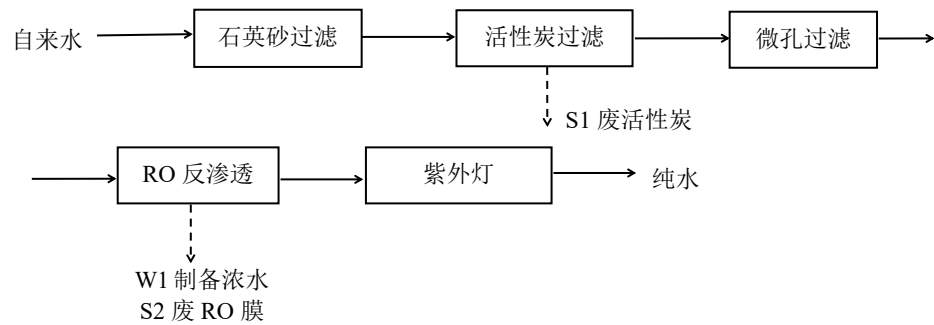 自来水
石英砂过滤
活性炭过滤
微孔过滤
S1 废活性炭
RO 反渗透
紫外灯
纯水
W1 制备浓水
S2 废 RO 膜